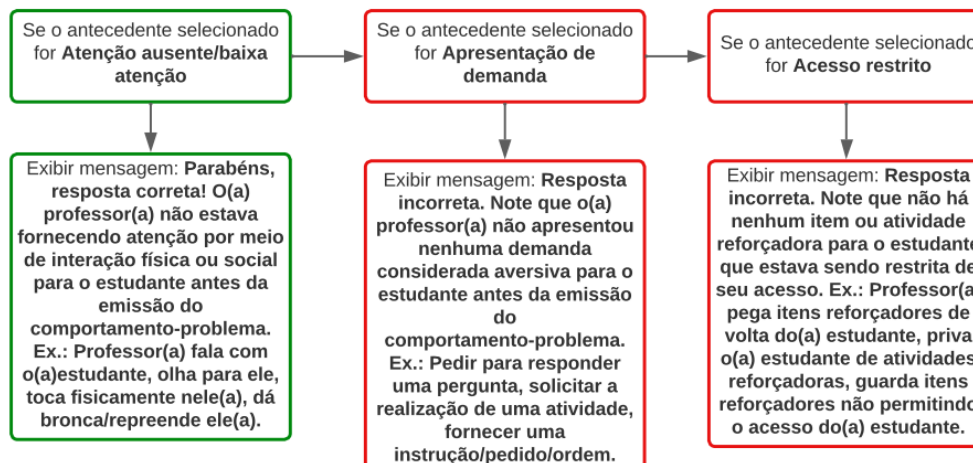 Se o antecedente selecionado
for Atenção ausente/baixa
atenção
Se o antecedente selecionado
for Apresentação de
demanda
Se o antecedente selecionado
for Acesso restrito
Exibir mensagem: Parabéns,
resposta correta! O(a)
professor(a) não estava
fornecendo atenção por meio
de interação física ou social
para o estudante antes da
emissão do
comportamento-problema.
Ex.: Professor(a) fala com
o(a)estudante, olha para ele,
toca fisicamente nele(a), dá
bronca/repreende ele(a).
Exibir mensagem: Resposta
incorreta. Note que o(a)
professor(a) não apresentou
nenhuma demanda
considerada aversiva para o
estudante antes da emissão
do
comportamento-problema.
Ex.: Pedir para responder
uma pergunta, solicitar a
realização de uma atividade,
fornecer uma
instrução/pedido/ordem.
Exibir mensagem: Resposta
incorreta. Note que não há
nenhum item ou atividade
reforçadora para o estudante
que estava sendo restrita de
seu acesso. Ex.: Professor(a)
pega itens reforçadores de
volta do(a) estudante, priva
o(a) estudante de atividades
reforçadoras, guarda itens
reforçadores não permitindo
o acesso do(a) estudante.